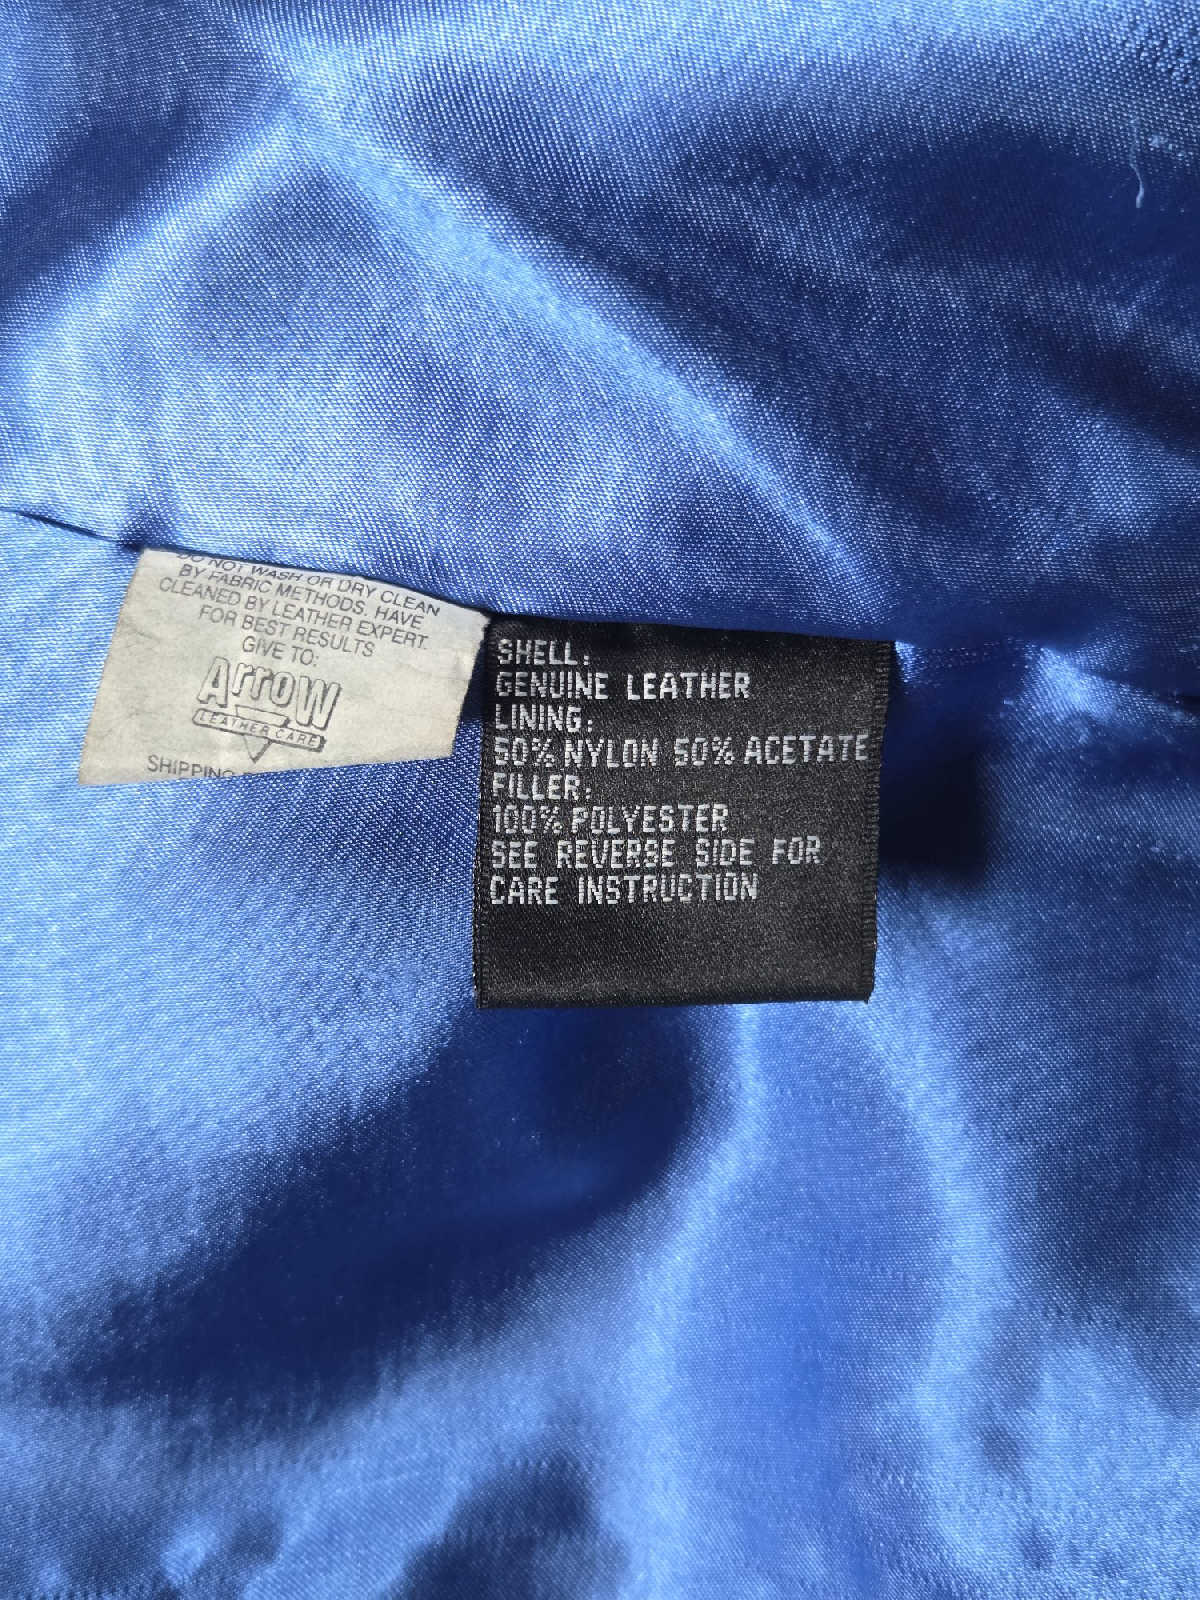 DO NOT WASH OR DRY CLEAN
BY FABRIC METHODS. HAVE
CLEANED BY LEATHER EXPERT.
FOR BEST RESULTS
GIVE TO:
Arrow
LEATHER CARE
SHIPPING
SHELL:
GENUINE LEATHER
LINING:
50% NYLON 50% ACETATE
FILLER:
100% POLYESTER
SEE REVERSE SIDE FOR
CARE INSTRUCTION